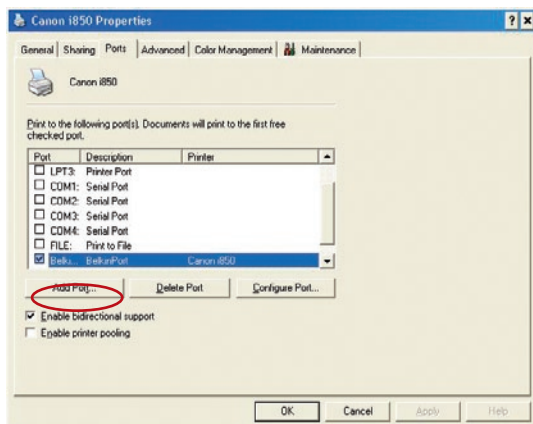 Canon i850 Properties
General Sharing Ports Advanced Color Management Maintenance
Canon i850
Print to the following port(s). Documents will print to the first free
checked port.
Port Description Printer
LPT3: Printer Port
COM1: Serial Port
COM2: Serial Port
COM3: Serial Port
COM4: Serial Port
FILE: Print to File
Belki... BelkinPort Canon i850
Add Port... Delete Port Configure Port...
Enable bidirectional support
Enable printer pooling
OK Cancel Apply Help